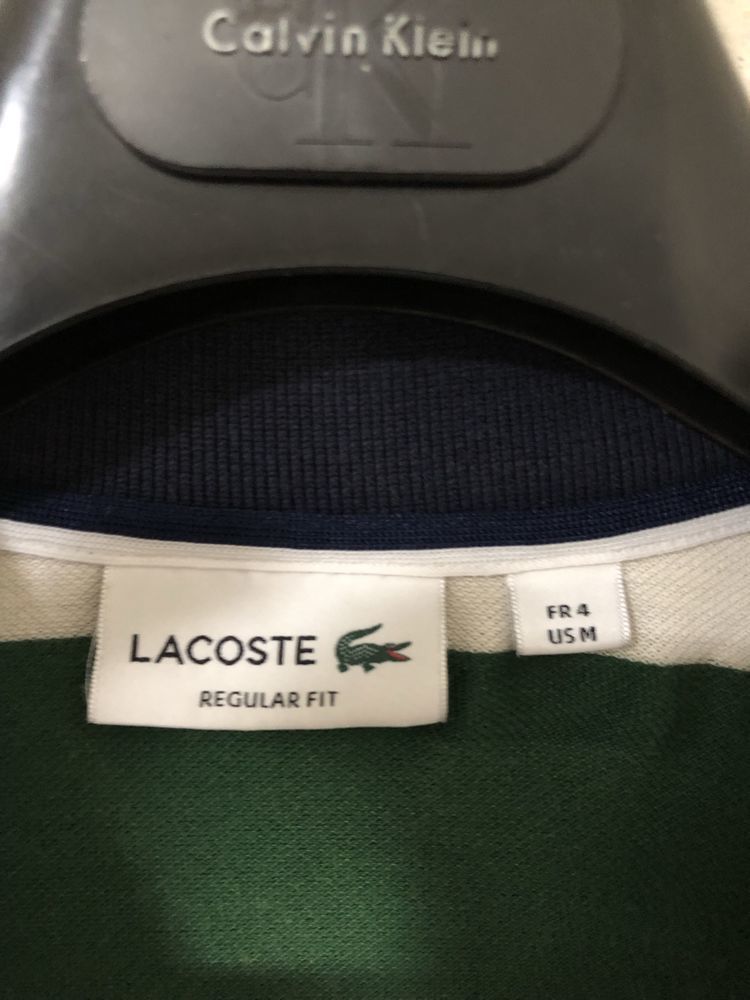 Calvin Klein
LACOSTE
REGULAR FIT
FR 4
US M